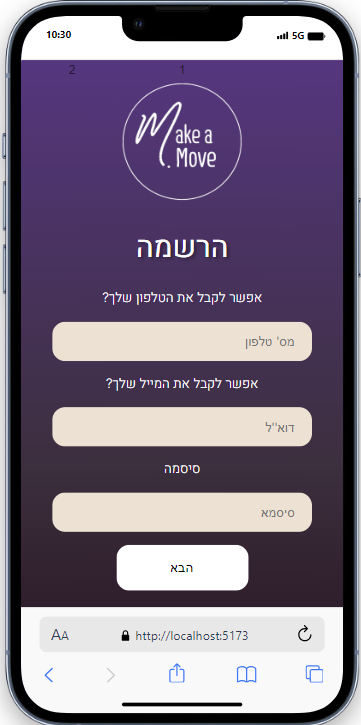 10:30 5G
2 1
Make a
Move
הרשמה
אפשר לקבל את הטלפון שלך?
מס' טלפון
אפשר לקבל את המייל שלך?
דוא''ל
סיסמה
סיסמא
הבא
AA http://localhost:5173